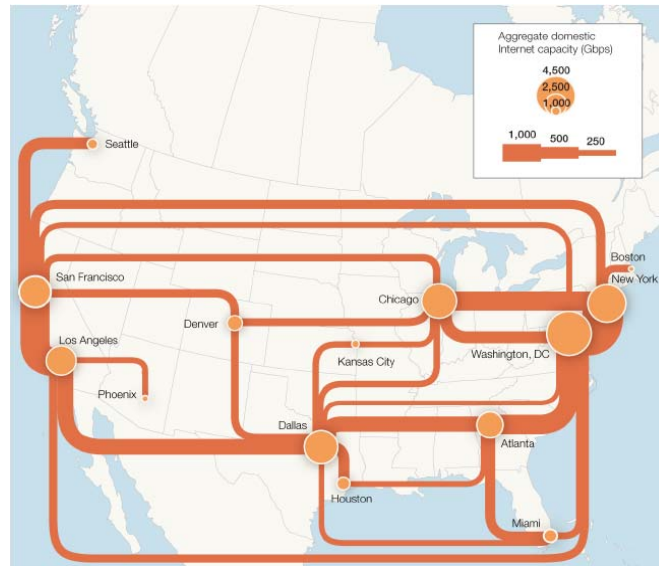 Aggregate domestic
Internet capacity (Gbps)
4,500
2,500
1,000
1,000 500 250
Seattle
Boston
San Francisco
New York
Chicago
Denver
Los Angeles
Washington, DC
Kansas City
Phoenix
Dallas
Atlanta
Houston
Miami